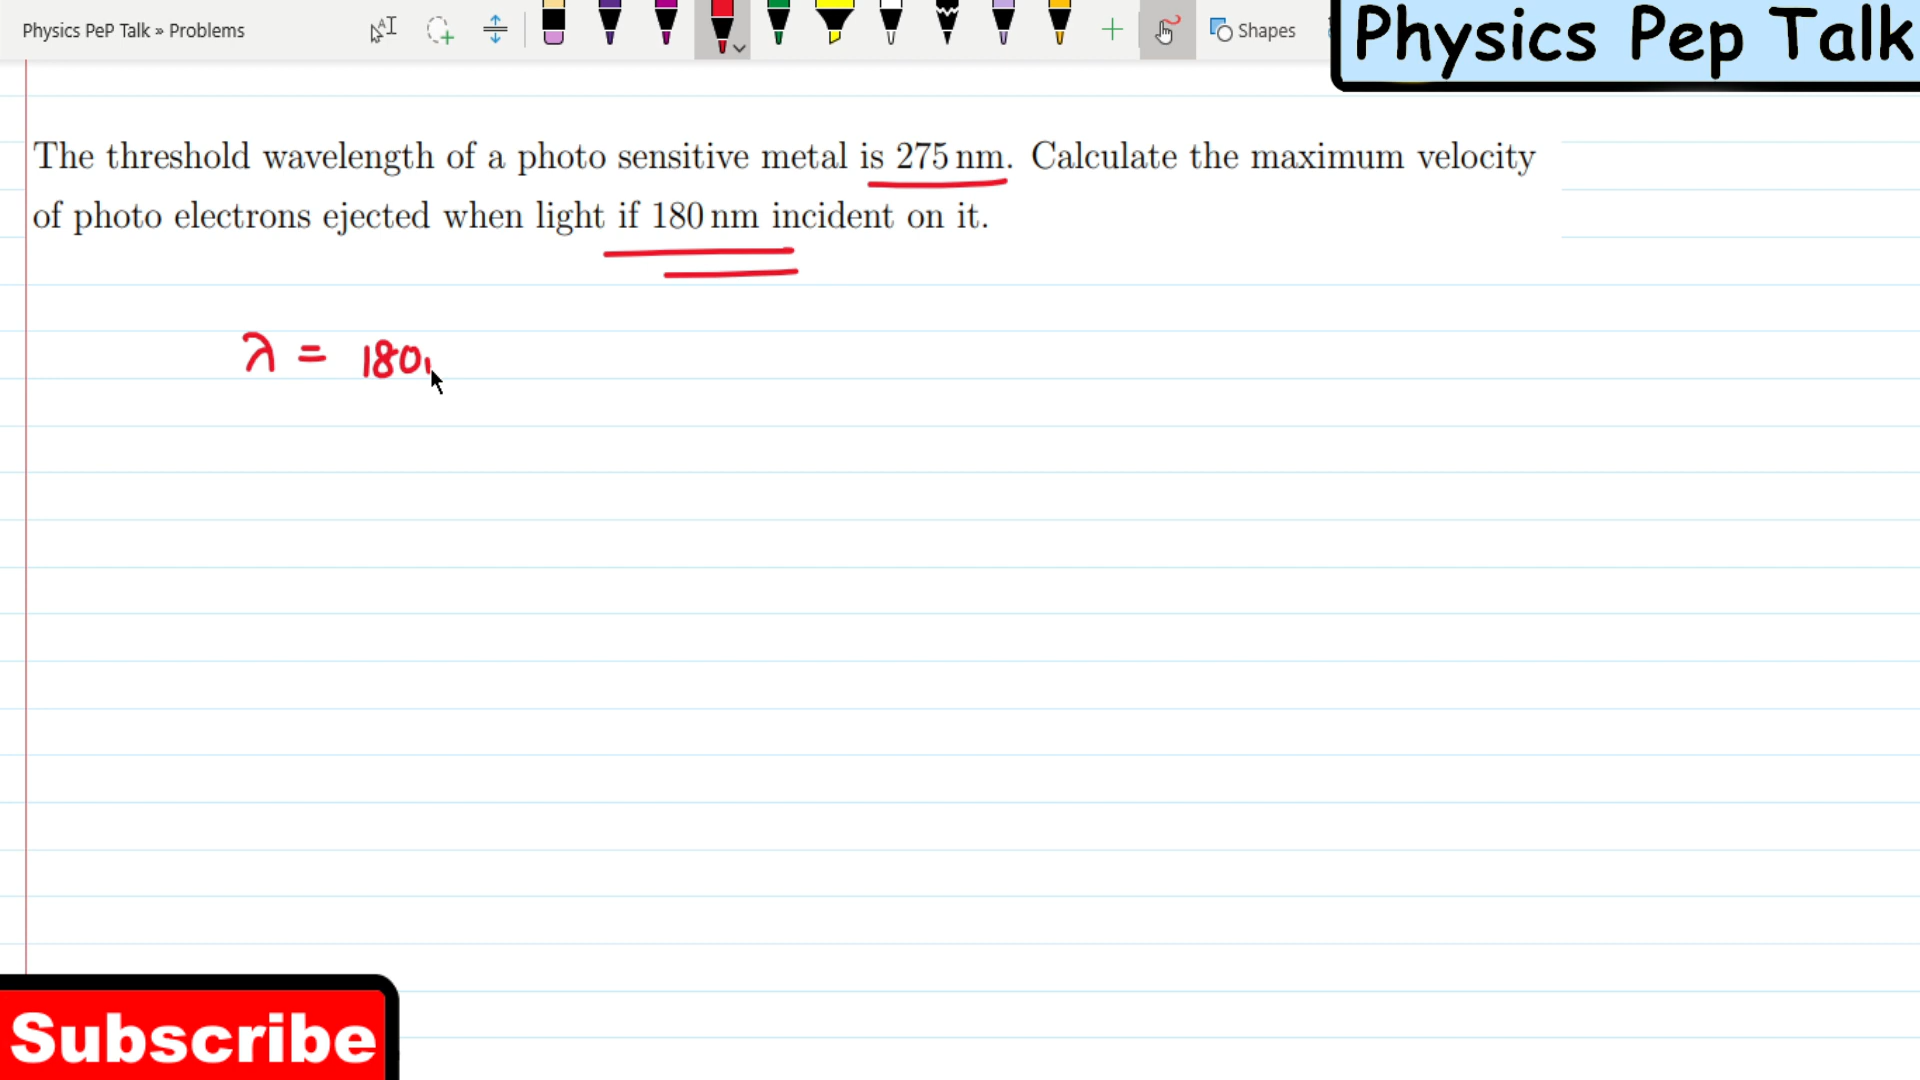 Physics PeP Talk » Problems
Shapes
Physics Pep Talk
The threshold wavelength of a photo sensitive metal is 275 nm. Calculate the maximum velocity
of photo electrons ejected when light if 180 nm incident on it.
λ = 180
Subscribe